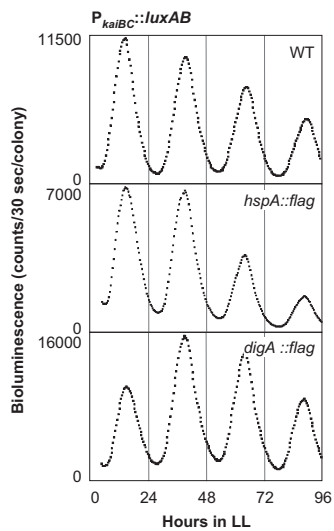 P kaiBC::luxAB
Bioluminescence (counts/30 sec/colony)
11500
WT
0
7000
hspA::flag
0
16000
digA ::flag
0
0 24 48 72 96
Hours in LL